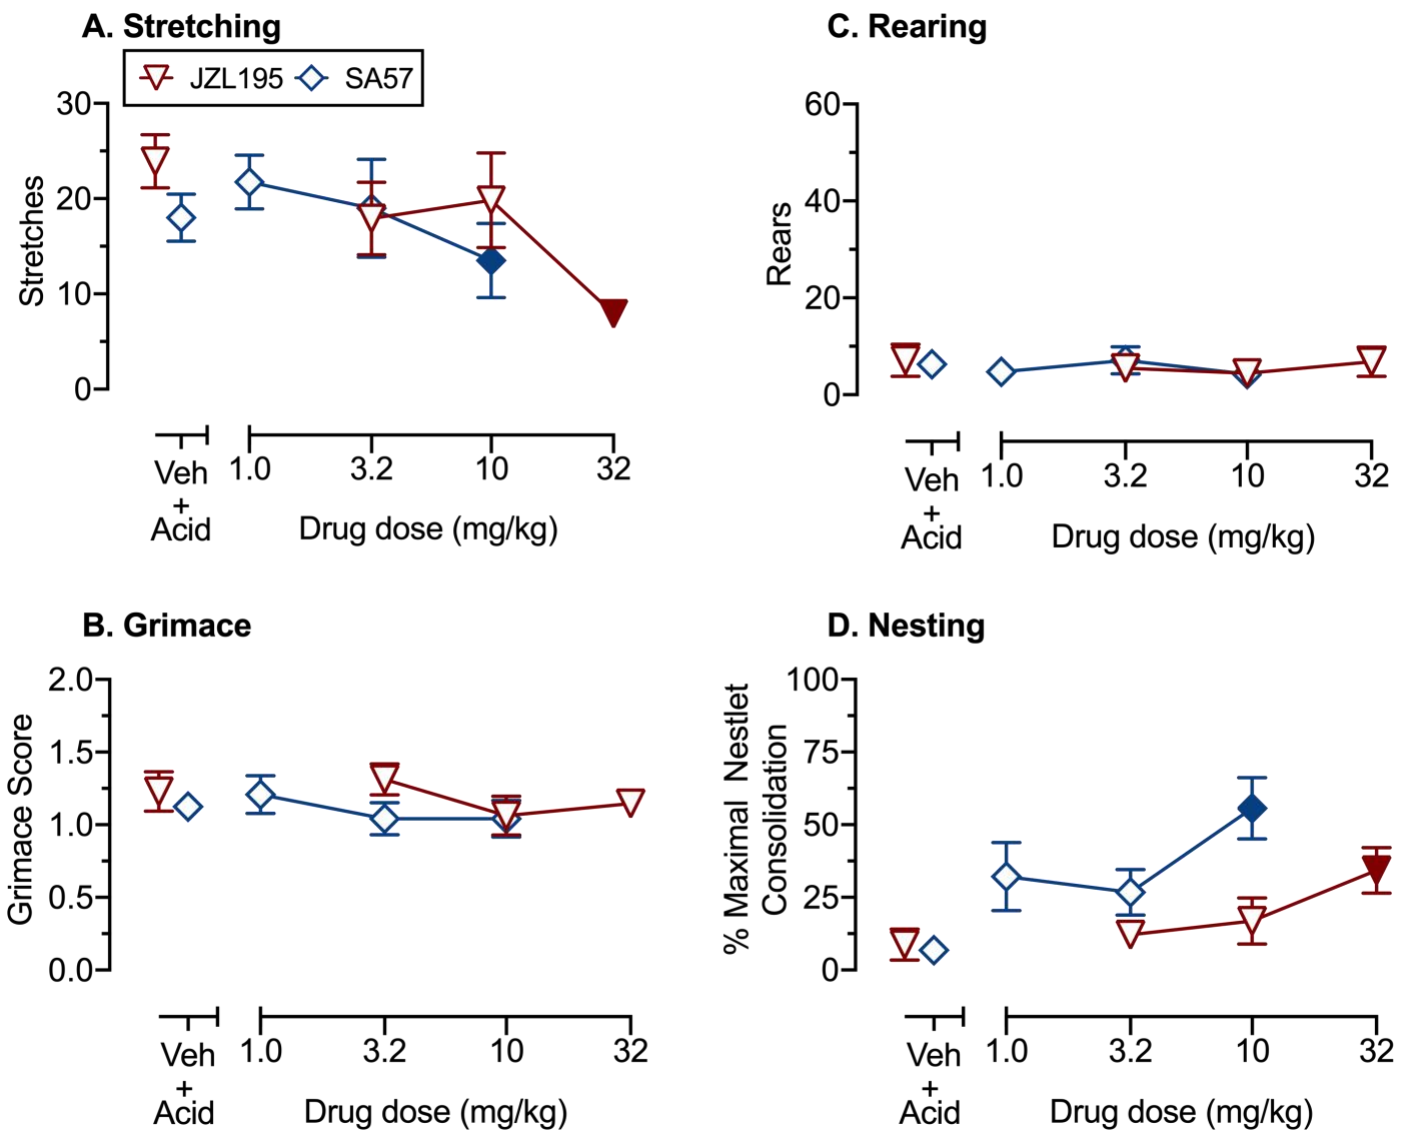 A. Stretching
JZL195 SA57
30
20
10
0
Stretches
Veh
+
Acid
1.0 3.2 10 32
Drug dose (mg/kg)
C. Rearing
60
40
20
0
Rears
Veh
+
Acid
1.0 3.2 10 32
Drug dose (mg/kg)
B. Grimace
2.0
1.5
1.0
0.5
0.0
Grimace Score
Veh
+
Acid
1.0 3.2 10 32
Drug dose (mg/kg)
D. Nesting
100
75
50
25
0
% Maximal Nestlet
Consolidation
Veh
+
Acid
1.0 3.2 10 32
Drug dose (mg/kg)